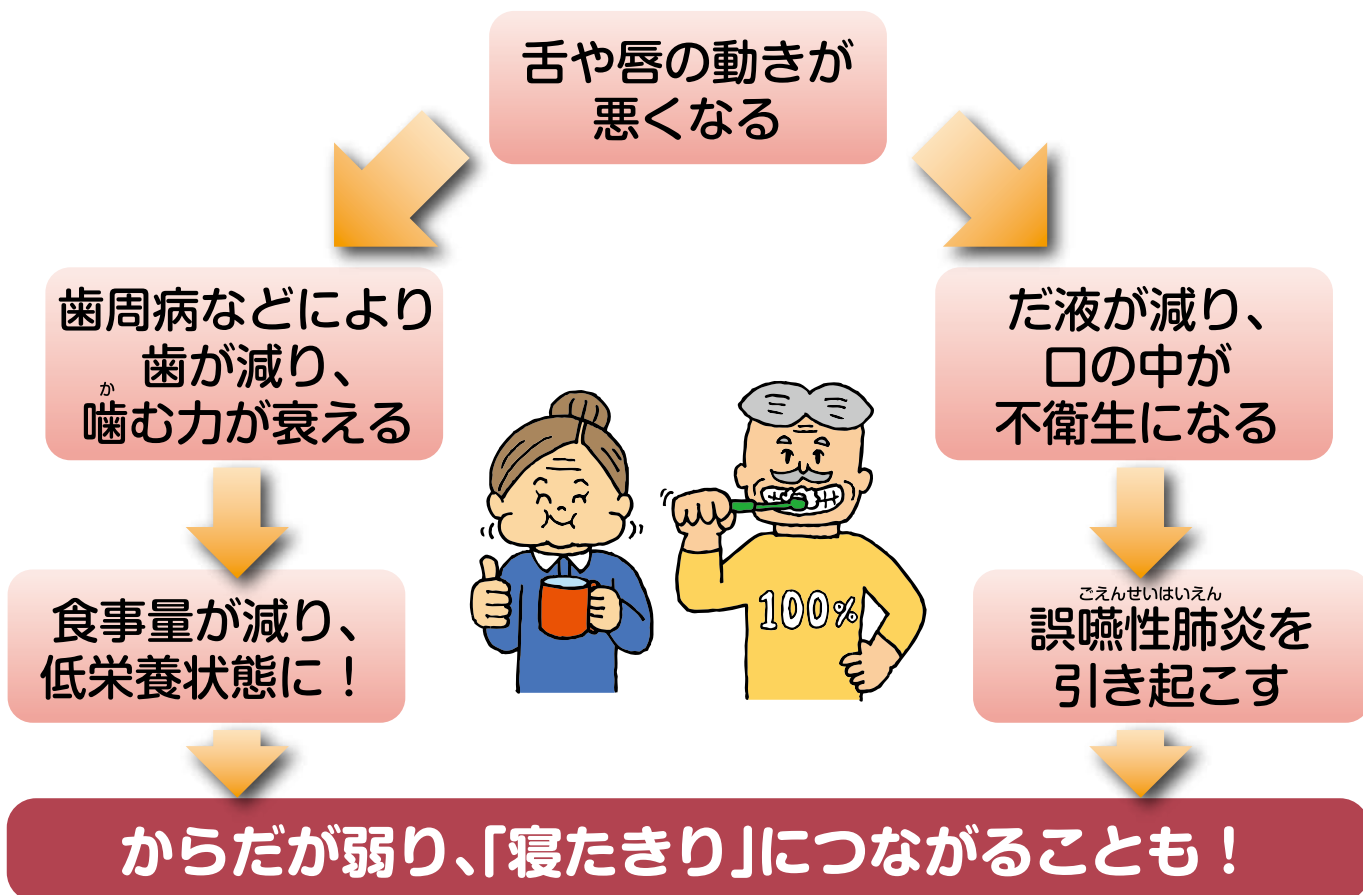 舌や唇の動きが
悪くなる
歯周病などにより
歯が減り、
か
噛む力が衰える
だ液が減り、
口の中が
不衛生になる
食事量が減り、
低栄養状態に！
100%
ごえんせいはいえん
誤嚥性肺炎を
引き起こす
からだが弱り、「寝たきり」につながることも！